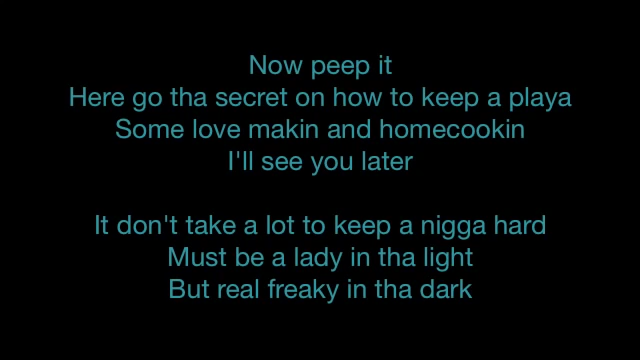 Now peep it
Here go tha secret on how to keep a playa
Some love makin and homecookin
I'll see you later
It don't take a lot to keep a nigga hard
Must be a lady in tha light
But real freaky in tha dark